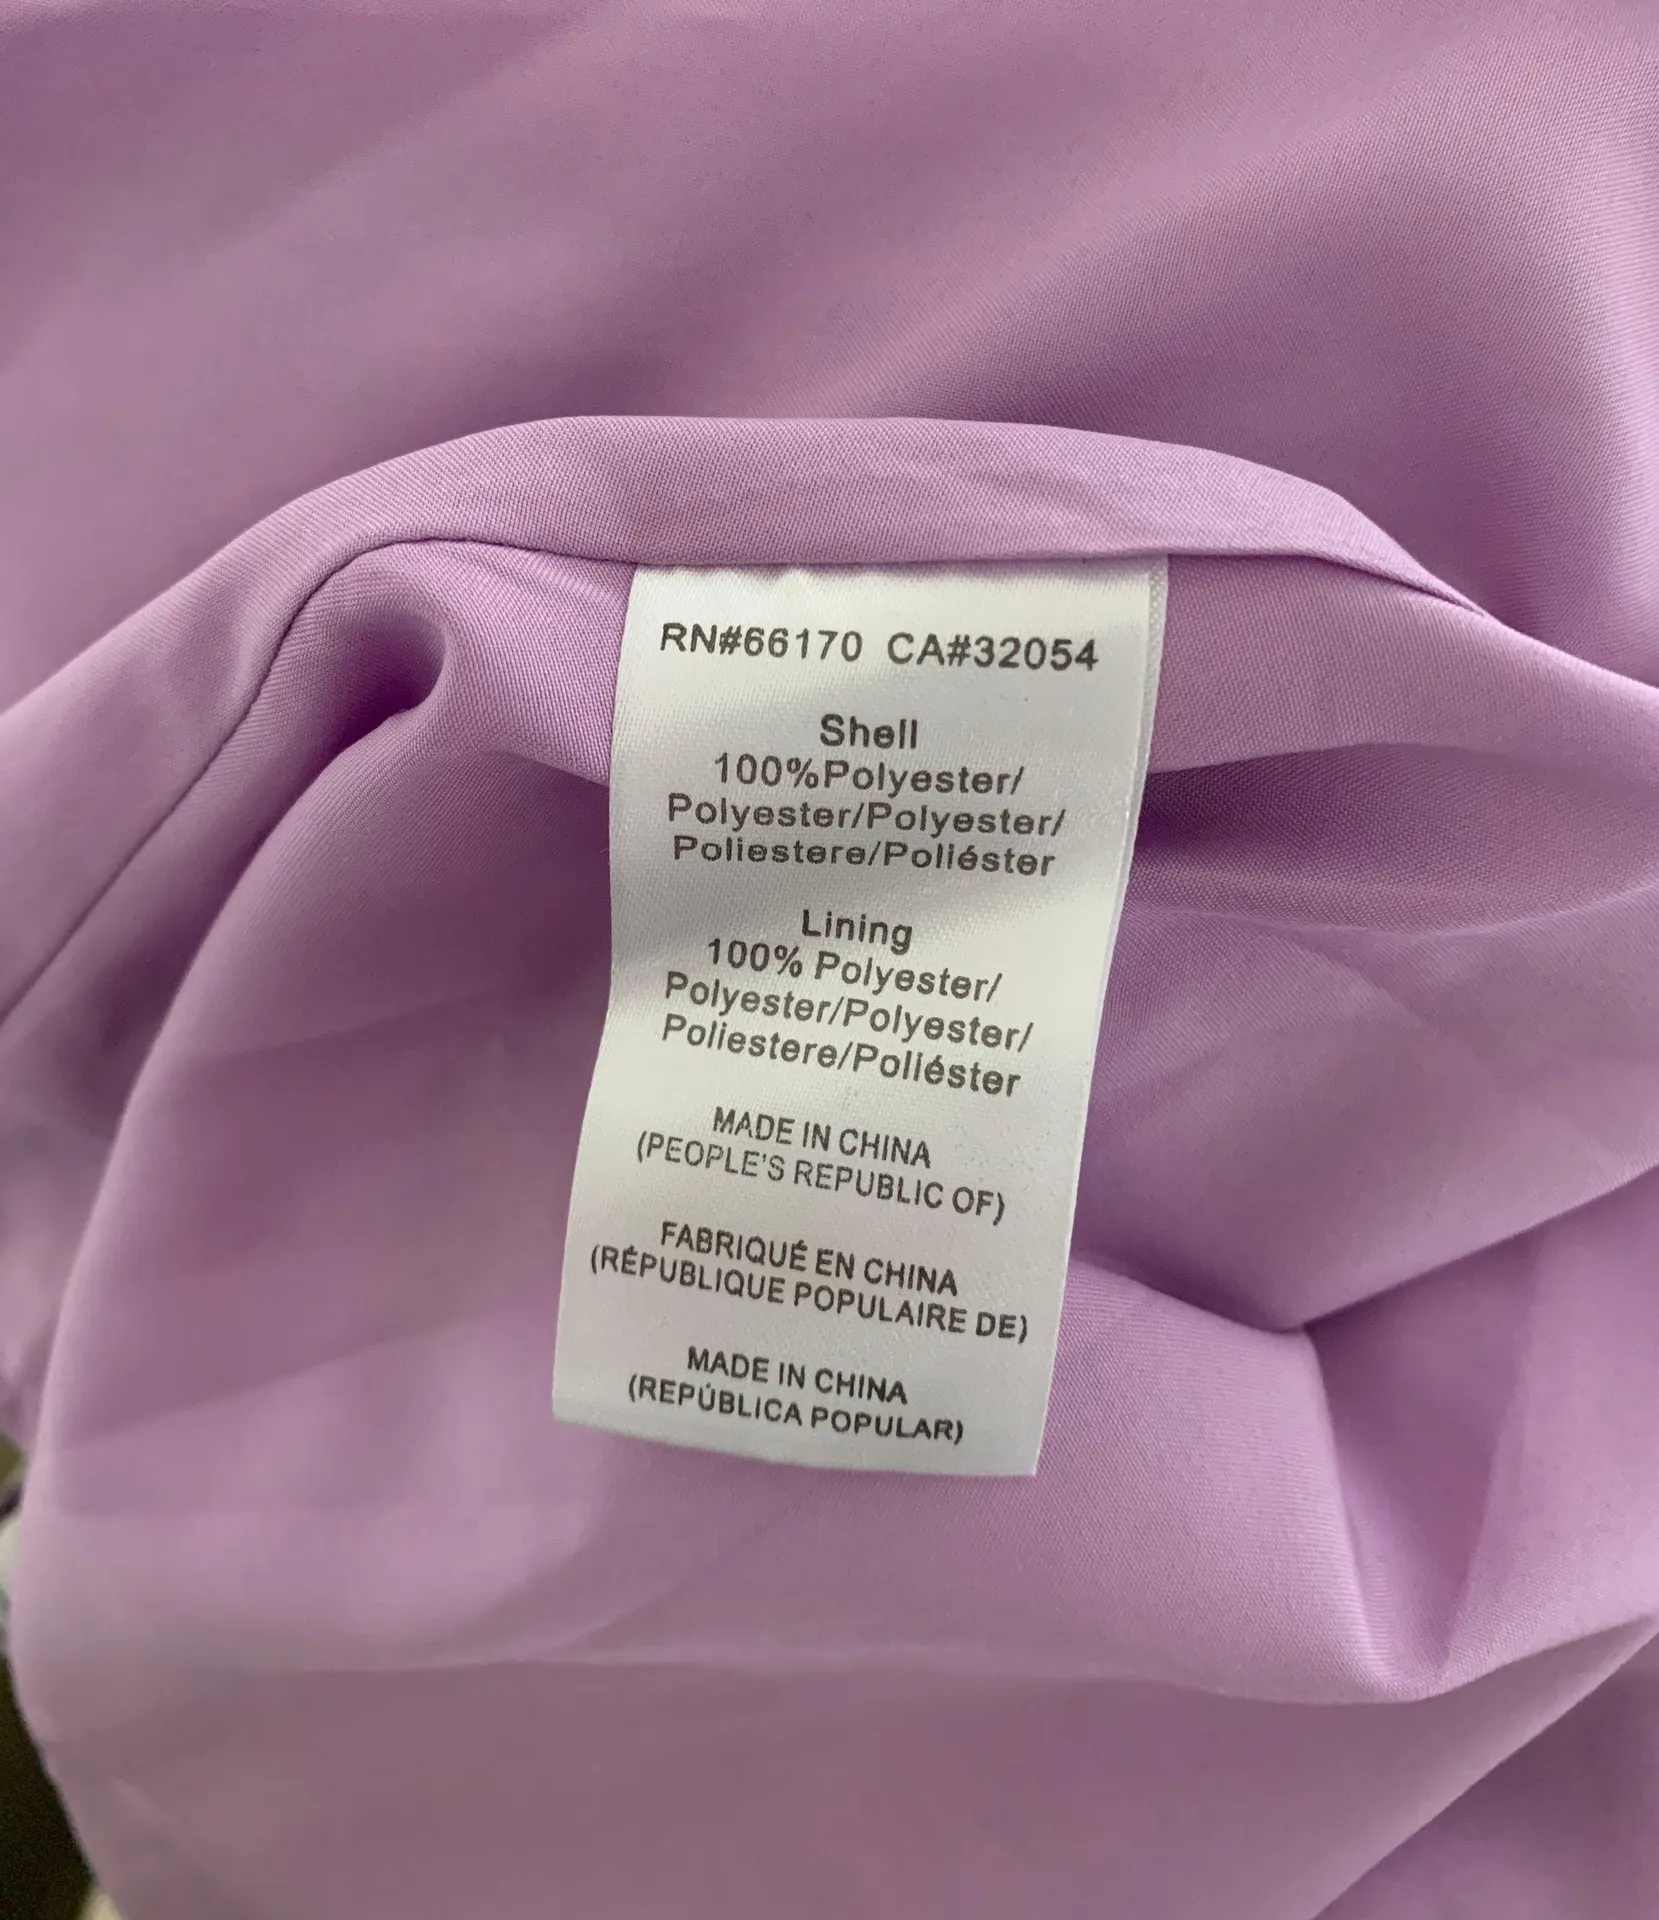 RN#66170 CA#32054
Shell
100%Polyester/
Polyester/Polyester/
Poliestere/Poliéster
Lining
100% Polyester/
Polyester/Polyester/
Poliestere/Poliéster
MADE IN CHINA
(PEOPLE'S REPUBLIC OF)
FABRIQUÉ EN CHINA
(RÉPUBLIQUE POPULAIRE DE)
MADE IN CHINA
(REPÚBLICA POPULAR)